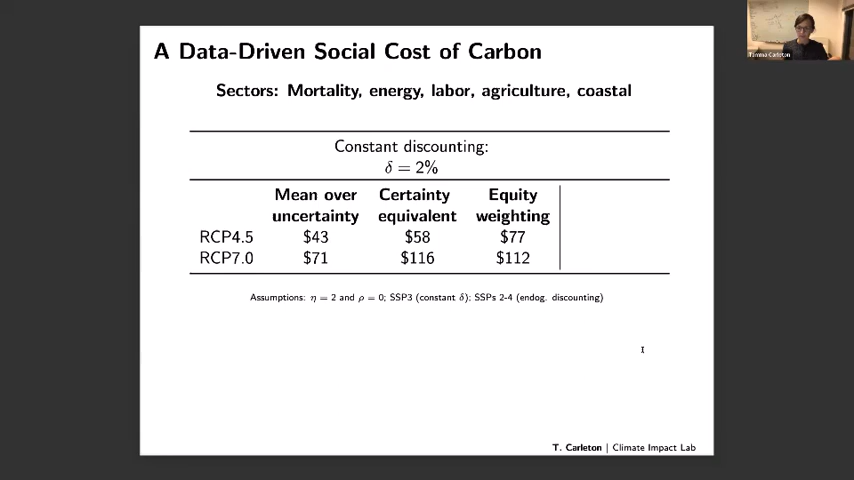 A Data-Driven Social Cost of Carbon
Sectors: Mortality, energy, labor, agriculture, coastal
Constant discounting:
δ = 2%
Mean over Certainty Equity
uncertainty equivalent weighting
RCP4.5 $43 $58 $77
RCP7.0 $71 $116 $112
Assumptions: η = 2 and ρ = 0; SSP3 (constant δ); SSPs 2-4 (endog. discounting)
T. Carleton | Climate Impact Lab
Tamma Carleton